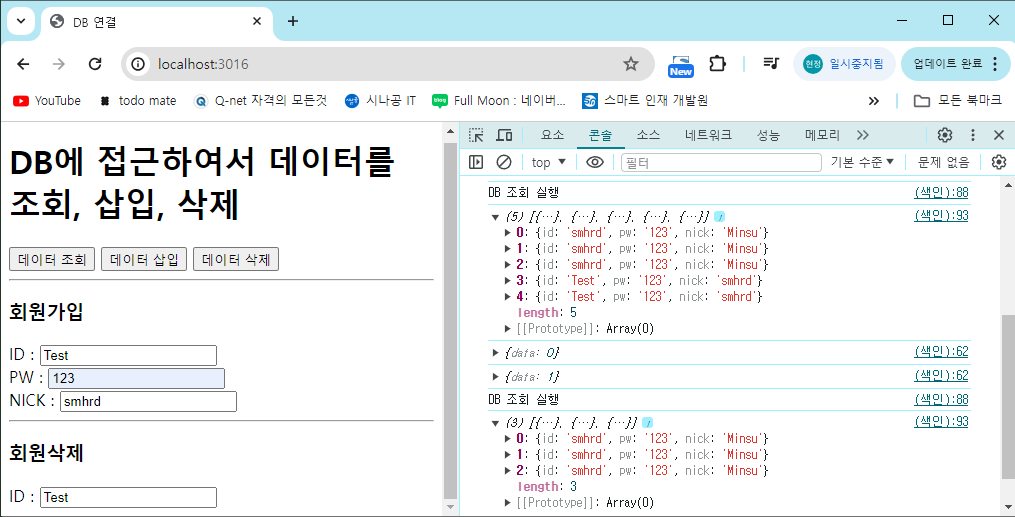 DB 연결
localhost:3016
New
현정
일시중지됨
업데이트 완료
YouTube
todo mate
Q-net 자격의 모든것
시나공 IT
blog
Full Moon : 네이버...
스마트 인재 개발원
모든 북마크
DB에 접근하여서 데이터를
조회, 삽입, 삭제
데이터 조회 데이터 삽입 데이터 삭제
회원가입
ID : Test
PW : 123
NICK : smhrd
회원삭제
ID : Test
요소 콘솔 소스 네트워크 성능 메모리
top 필터 기본 수준 문제 없음
DB 조회 실행 (색인):88
(5) [{…}, {…}, {…}, {…}, {…}] i (색인):93
0: {id: 'smhrd', pw: '123', nick: 'Minsu'}
1: {id: 'smhrd', pw: '123', nick: 'Minsu'}
2: {id: 'smhrd', pw: '123', nick: 'Minsu'}
3: {id: 'Test', pw: '123', nick: 'smhrd'}
4: {id: 'Test', pw: '123', nick: 'smhrd'}
length: 5
[[Prototype]]: Array(0)
{data: 0} (색인):62
{data: 1} (색인):62
DB 조회 실행 (색인):88
(3) [{…}, {…}, {…}] i (색인):93
0: {id: 'smhrd', pw: '123', nick: 'Minsu'}
1: {id: 'smhrd', pw: '123', nick: 'Minsu'}
2: {id: 'smhrd', pw: '123', nick: 'Minsu'}
length: 3
[[Prototype]]: Array(0)